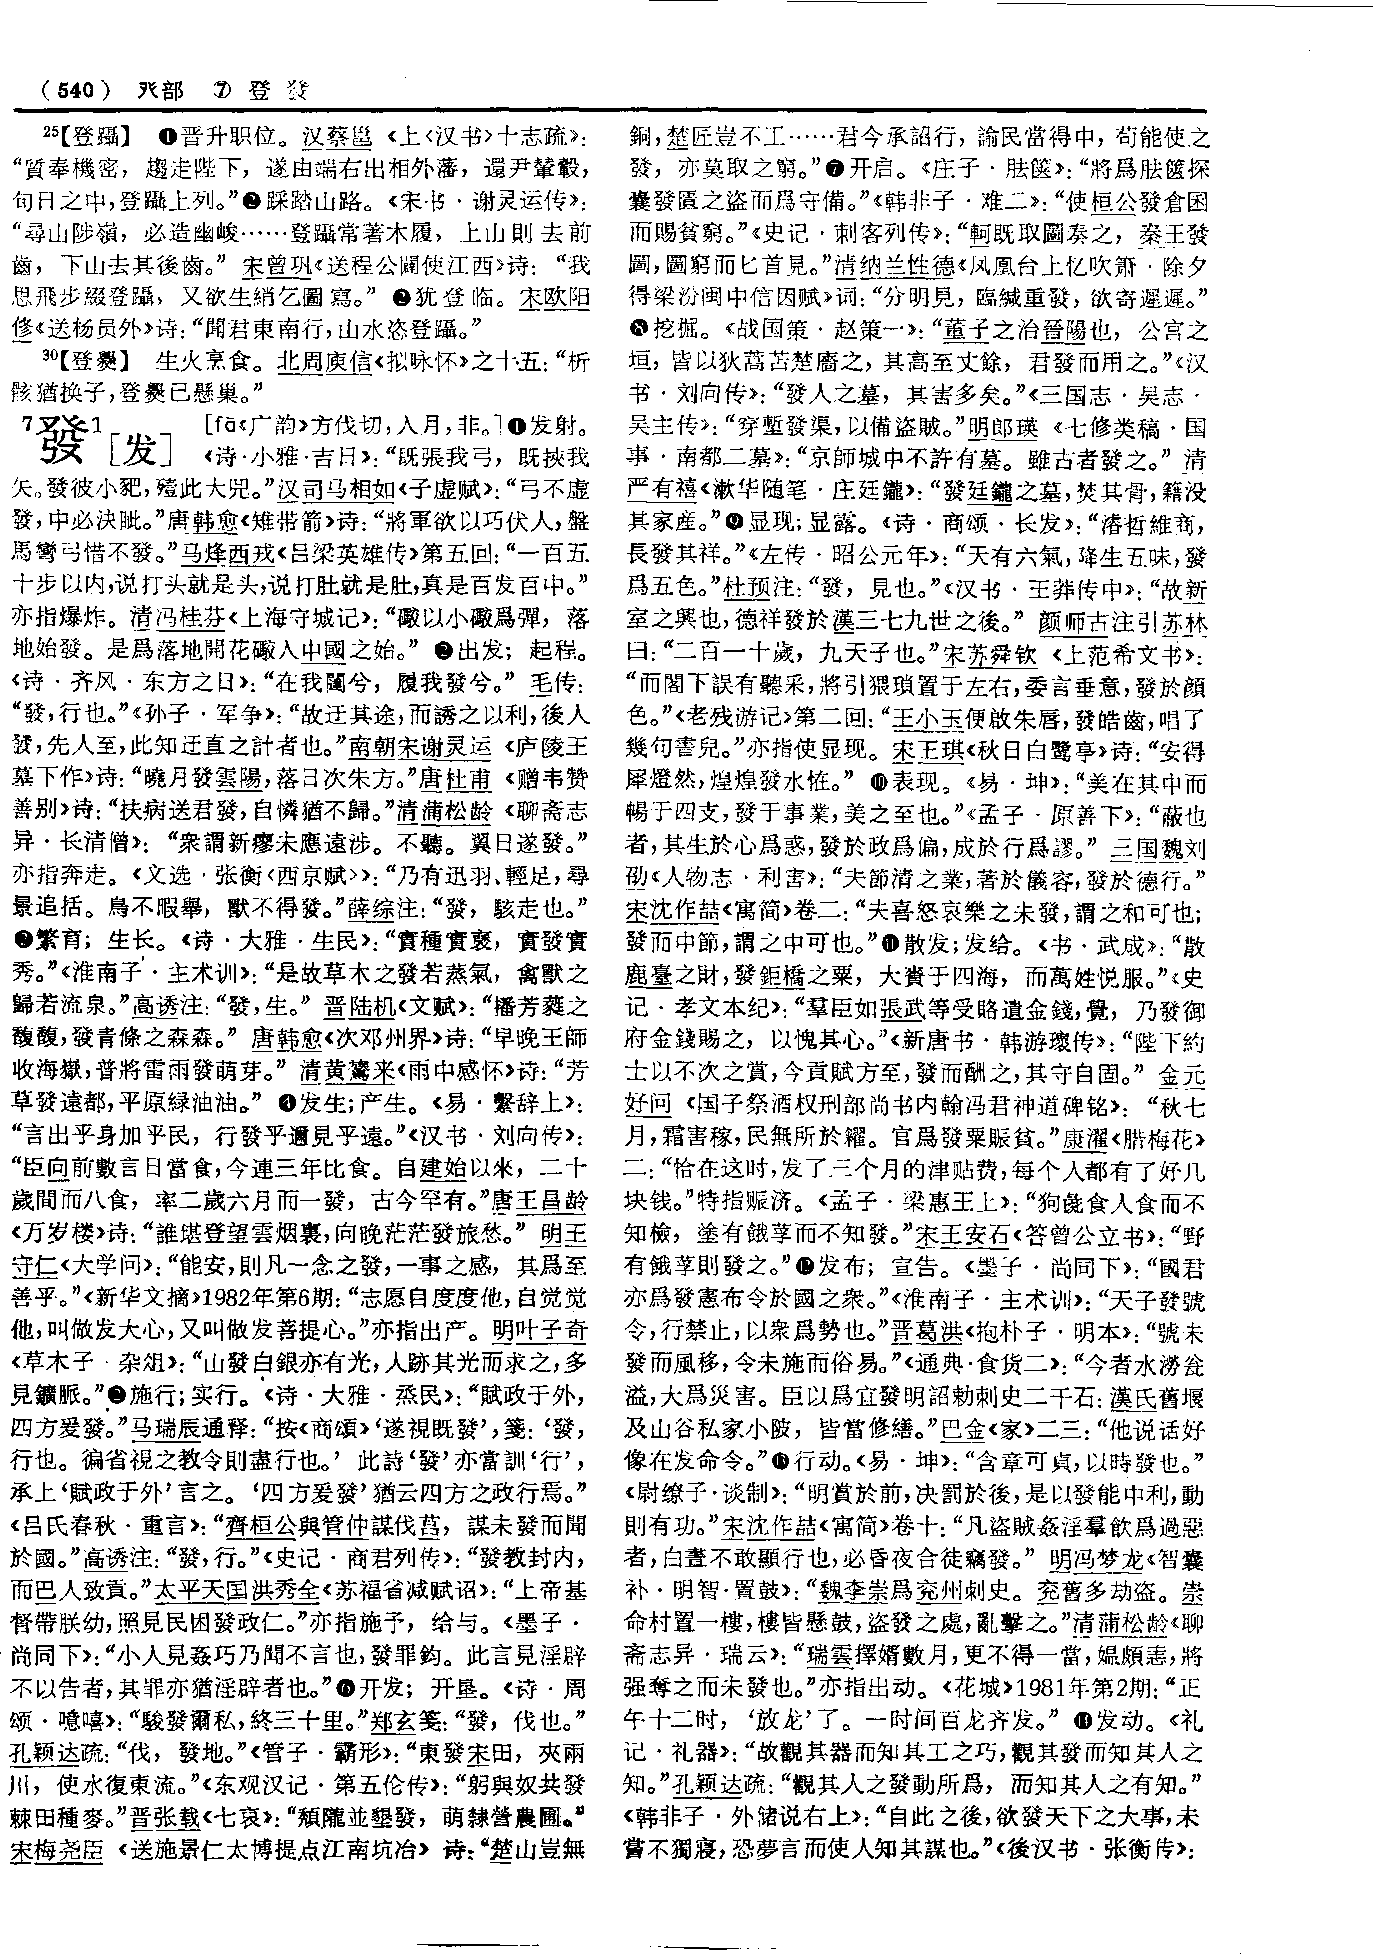 （540） 癶部 ⑦ 登 發
25【登躡】 ❶晋升职位。汉蔡邕《上〈汉书〉十志疏》：
“質奉機密，趨走陛下，遂由端右出相外藩，還尹輦轂，
旬日之中，登躡上列。”❷踩踏山路。《宋书·谢灵运传》：
“尋山陟嶺，必造幽峻……登躡常著木履，上山則去前
齒，下山去其後齒。” 宋曾巩《送程公闢使江西》诗：“我
思飛步綴登躡，又欲生綃乞圖寫。” ❷犹登临。宋欧阳
修《送杨员外》诗：“聞君東南行，山水恣登躡。”
30【登爨】 生火烹食。北周庾信《拟咏怀》之十五：“析
骸猶换子，登爨已懸巢。”
7發1［发］ ［fā《广韵》方伐切，入月，非。］❶发射。
《诗·小雅·吉日》：“既張我弓，既挾我
矢。發彼小豝，殪此大兕。”汉司马相如《子虚赋》：“弓不虚
發，中必決眦。”唐韩愈《雉带箭》诗：“將軍欲以巧伏人，盤
馬彎弓惜不發。”马烽西戎《吕梁英雄传》第五回：“一百五
十步以内，说打头就是头，说打肚就是肚，真是百发百中。”
亦指爆炸。清冯桂芬《上海守城记》：“礮以小礮爲彈，落
地始發。是爲落地開花礮入中國之始。” ❷出发；起程。
《诗·齐风·东方之日》：“在我闥兮，履我發兮。” 毛传：
“發，行也。”《孙子·军争》：“故迂其途，而誘之以利，後人
發，先人至，此知迂直之計者也。”南朝宋谢灵运《庐陵王
墓下作》诗：“曉月發雲陽，落日次朱方。”唐杜甫《赠韦赞
善别》诗：“扶病送君發，自憐猶不歸。”清蒲松龄《聊斋志
异·长清僧》：“衆謂新瘳未應遠涉。不聽。翼日遂發。”
亦指奔走。《文选·张衡〈西京赋〉》：“乃有迅羽、輕足，尋
景追括。鳥不暇舉，獸不得發。”薛综注：“發，駭走也。”
❸繁育；生长。《诗·大雅·生民》：“實種實褎，實發實
秀。”《淮南子·主术训》：“是故草木之發若蒸氣，禽獸之
歸若流泉。”高诱注：“發，生。” 晋陆机《文赋》：“播芳蕤之
馥馥，發青條之森森。” 唐韩愈《次邓州界》诗：“早晚王師
收海嶽，普將雷雨發萌芽。” 清黄鷟来《雨中感怀》诗：“芳
草發遠都，平原緑油油。” ❹发生；产生。《易·繫辞上》：
“言出乎身加乎民，行發乎邇見乎遠。”《汉书·刘向传》：
“臣向前數言日當食，今連三年比食。自建始以來，二十
歲間而八食，率二歲六月而一發，古今罕有。”唐王昌龄
《万岁楼》诗：“誰堪登望雲烟裏，向晚茫茫發旅愁。” 明王
守仁《大学问》：“能安，則凡一念之發，一事之感，其爲至
善乎。”《新华文摘》1982年第6期：“志愿自度度他，自觉觉
他，叫做发大心，又叫做发菩提心。”亦指出产。明叶子奇
《草木子·杂俎》：“山發白銀亦有光，人跡其光而求之，多
見鑛脈。”❺施行；实行。《诗·大雅·烝民》：“賦政于外，
四方爰發。”马瑞辰通释：“按《商頌》‘遂視既發’，箋：‘發，
行也。徧省視之教令則盡行也。’此詩‘發’亦當訓‘行’，
承上‘賦政于外’言之。‘四方爰發’猶云四方之政行焉。”
《吕氏春秋·重言》：“齊桓公與管仲謀伐莒，謀未發而聞
於國。”高诱注：“發，行。”《史记·商君列传》：“發教封内，
而巴人致貢。”太平天国洪秀全《苏福省减赋诏》：“上帝基
督帶朕幼，照見民困發政仁。”亦指施予，给与。《墨子·
尚同下》：“小人見姦巧乃聞不言也，發罪鈞。此言見淫辟
不以告者，其罪亦猶淫辟者也。”❻开发；开垦。《诗·周
颂·噫嘻》：“駿發爾私，終三十里。”郑玄笺：“發，伐也。”
孔颖达疏：“伐，發地。”《管子·霸形》：“東發宋田，夾兩
川，使水復東流。”《东观汉记·第五伦传》：“躬與奴共發
棘田種麥。”晋张载《七哀》：“頹隴並墾發，萌隸營農圃。”
宋梅尧臣《送施景仁太博提点江南坑冶》诗：“楚山豈無
銅，楚匠豈不工……君今承詔行，諭民當得中，苟能使之
發，亦莫取之窮。”❼开启。《庄子·胠箧》：“將爲胠篋探
囊發匱之盜而爲守備。”《韩非子·难二》：“使桓公發倉囷
而賜貧窮。”《史记·刺客列传》：“軻既取圖奏之，秦王發
圖，圖窮而匕首見。”清纳兰性德《凤凰台上忆吹箫·除夕
得梁汾闽中信因赋》词：“分明見，臨緘重發，欲寄遲遲。”
❽挖掘。《战国策·赵策一》：“董子之治晉陽也，公宫之
垣，皆以狄蒿苫楚廧之，其高至丈餘，君發而用之。”《汉
书·刘向传》：“發人之墓，其害多矣。”《三国志·吴志·
吴主传》：“穿塹發渠，以備盜賊。”明郎瑛《七修类稿·国
事·南都二墓》：“京師城中不許有墓。雖古者發之。” 清
严有禧《漱华随笔·庄廷鑨》：“發廷鑨之墓，焚其骨，籍没
其家産。”❾显现；显露。《诗·商颂·长发》：“濬哲維商，
長發其祥。”《左传·昭公元年》：“天有六氣，降生五味，發
爲五色。”杜预注：“發，見也。”《汉书·王莽传中》：“故新
室之興也，德祥發於漢三七九世之後。” 颜师古注引苏林
曰：“二百一十歲，九天子也。”宋苏舜钦《上范希文书》：
“而閣下誤有聽采，將引猥瑣置于左右，委言垂意，發於顔
色。”《老残游记》第二回：“王小玉便啟朱唇，發皓齒，唱了
幾句書兒。”亦指使显现。宋王琪《秋日白鹭亭》诗：“安得
犀燈然，煌煌發水恠。” ❿表现。《易·坤》：“美在其中而
暢于四支，發于事業，美之至也。”《孟子·原善下》：“蔽也
者，其生於心爲惑，發於政爲偏，成於行爲謬。” 三国魏刘
劭《人物志·利害》：“夫節清之業，著於儀容，發於德行。”
宋沈作喆《寓简》卷二：“夫喜怒哀樂之未發，謂之和可也；
發而中節，謂之中可也。”⓫散发；发给。《书·武成》：“散
鹿臺之財，發鉅橋之粟，大賚于四海，而萬姓悦服。”《史
记·孝文本纪》：“羣臣如張武等受賂遺金錢，覺，乃發御
府金錢賜之，以愧其心。”《新唐书·韩游瓌传》：“陛下約
士以不次之賞，今貢賦方至，發而酬之，其守自固。” 金元
好问《国子祭酒权刑部尚书内翰冯君神道碑铭》：“秋七
月，霜害稼，民無所於糴。官爲發粟賑貧。”康濯《腊梅花》
二：“恰在这时，发了三个月的津贴费，每个人都有了好几
块钱。”特指赈济。《孟子·梁惠王上》：“狗彘食人食而不
知檢，塗有餓莩而不知發。”宋王安石《答曾公立书》：“野
有餓莩則發之。”⓬发布；宣告。《墨子·尚同下》：“國君
亦爲發憲布令於國之衆。”《淮南子·主术训》：“天子發號
令，行禁止，以衆爲勢也。”晋葛洪《抱朴子·明本》：“號未
發而風移，令未施而俗易。”《通典·食货二》：“今者水澇瓮
溢，大爲災害。臣以爲宜發明詔勅刺史二千石：漢氏舊堰
及山谷私家小陂，皆當修繕。”巴金《家》二三：“他说话好
像在发命令。”⓭行动。《易·坤》：“含章可貞，以時發也。”
《尉缭子·谈制》：“明賞於前，决罰於後，是以發能中利，動
則有功。”宋沈作喆《寓简》卷十：“凡盜賊姦淫羣飲爲過惡
者，白晝不敢顯行也，必昏夜合徒竊發。” 明冯梦龙《智囊
补·明智·置鼓》：“魏李崇爲兖州刺史。兖舊多劫盜。崇
命村置一樓，樓皆懸鼓，盜發之處，亂擊之。”清蒲松龄《聊
斋志异·瑞云》：“瑞雲擇婿數月，更不得一當，媪頗恚，將
强奪之而未發也。”亦指出动。《花城》1981年第2期：“正
午十二时，‘放龙’了。一时间百龙齐发。” ⓮发动。《礼
记·礼器》：“故觀其器而知其工之巧，觀其發而知其人之
知。”孔颖达疏：“觀其人之發動所爲，而知其人之有知。”
《韩非子·外储说右上》：“自此之後，欲發天下之大事，未
嘗不獨寢，恐夢言而使人知其謀也。”《後汉书·张衡传》：